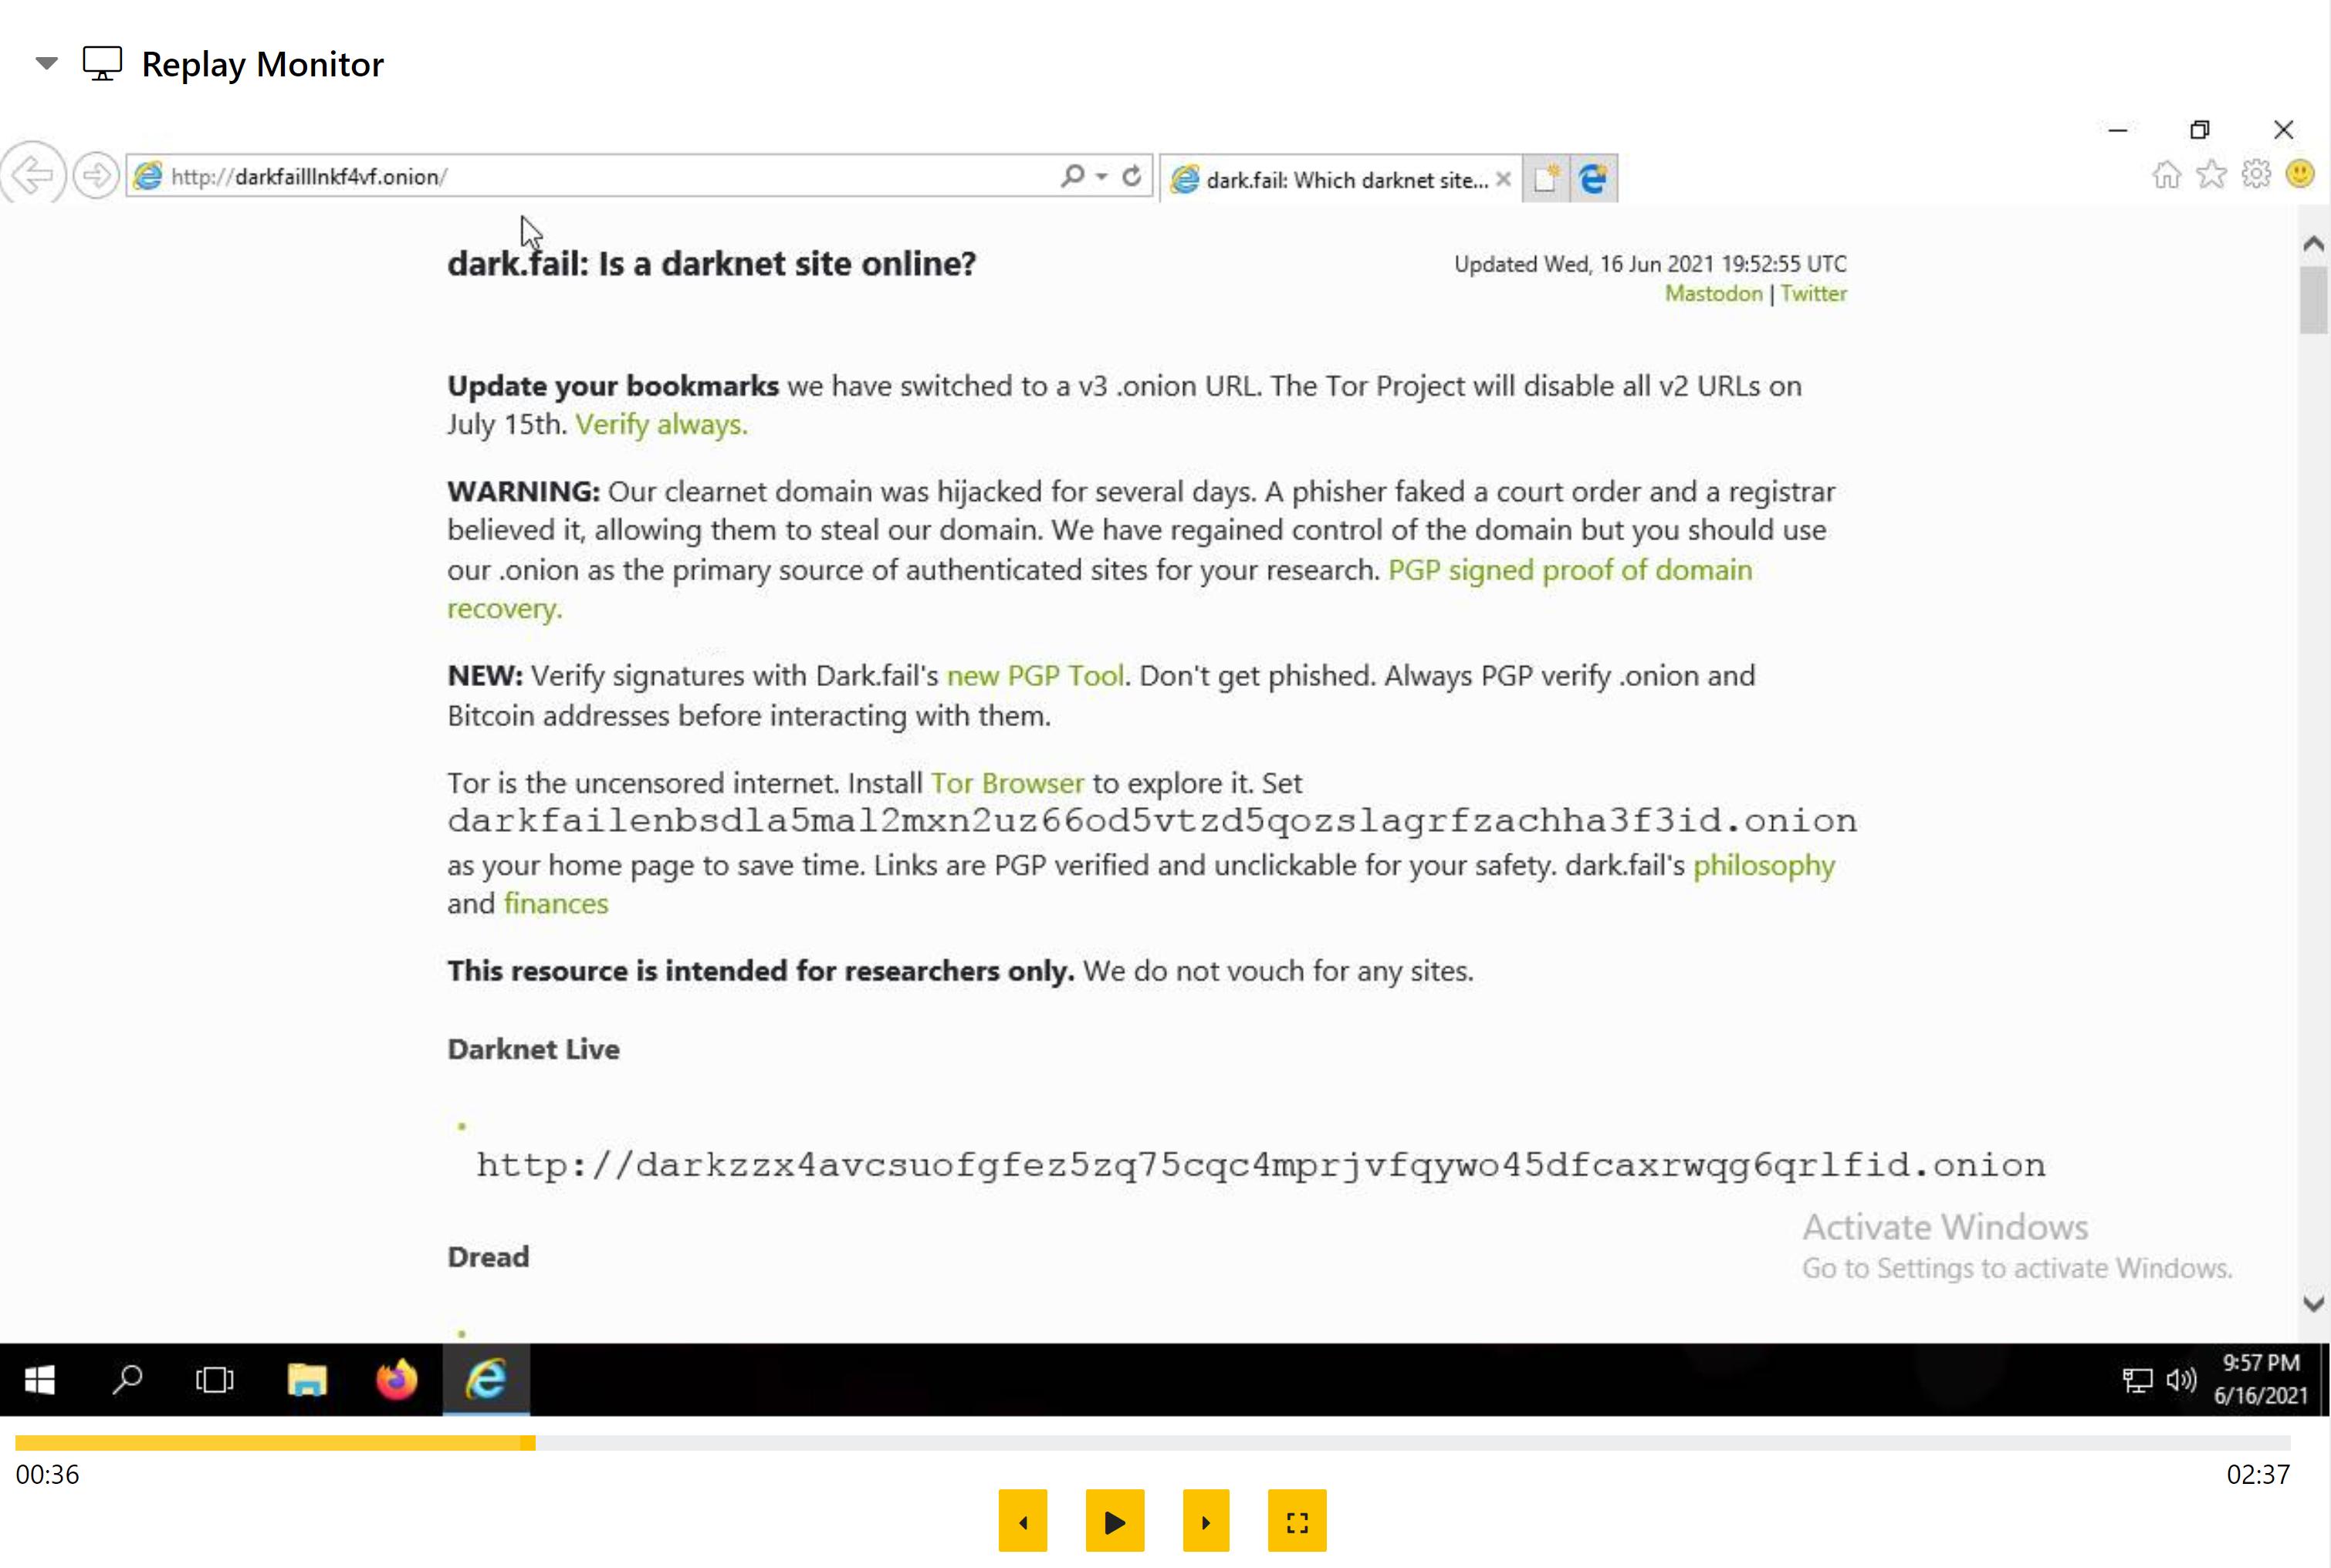 Replay Monitor
http://darkfailllnkf4vf.onion/
dark.fail: Which darknet site...
dark.fail: Is a darknet site online?
Updated Wed, 16 Jun 2021 19:52:55 UTC
Mastodon | Twitter
Update your bookmarks we have switched to a v3 .onion URL. The Tor Project will disable all v2 URLs on
July 15th. Verify always.
WARNING: Our clearnet domain was hijacked for several days. A phisher faked a court order and a registrar
believed it, allowing them to steal our domain. We have regained control of the domain but you should use
our .onion as the primary source of authenticated sites for your research. PGP signed proof of domain
recovery.
NEW: Verify signatures with Dark.fail's new PGP Tool. Don't get phished. Always PGP verify .onion and
Bitcoin addresses before interacting with them.
Tor is the uncensored internet. Install Tor Browser to explore it. Set
darkfailenbsdla5mal2mxn2uz66od5vtzd5qozslagrfzachha3f3id.onion
as your home page to save time. Links are PGP verified and unclickable for your safety. dark.fail's philosophy
and finances
This resource is intended for researchers only. We do not vouch for any sites.
Darknet Live
http://darkzzx4avcsuofgfez5zq75cqc4mprjvfqywo45dfcaxrwqg6qrlfid.onion
Activate Windows
Go to Settings to activate Windows.
Dread
9:57 PM
6/16/2021
00:36
02:37